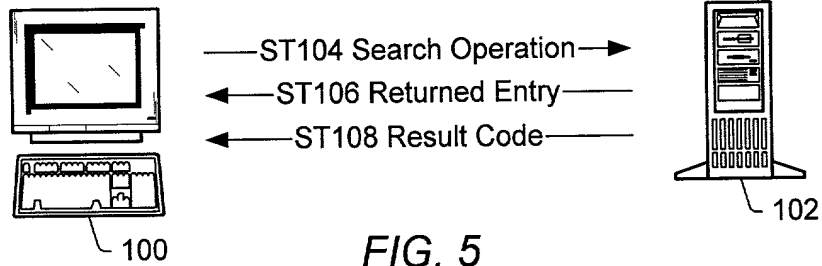 ST104 Search Operation
ST106 Returned Entry
ST108 Result Code
100
102
FIG. 5